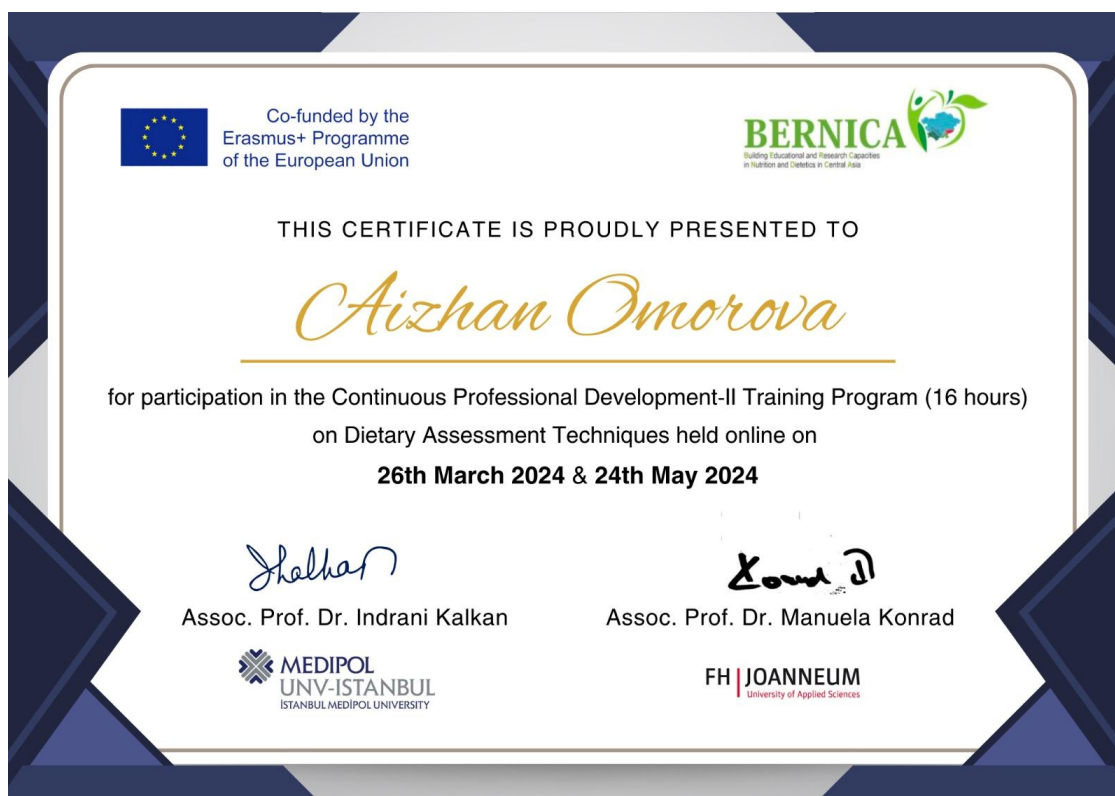 Co-funded by the
Erasmus+ Programme
of the European Union
BERNICA
Building Educational and Research Capacities
in Nutrition and Dietetics in Central Asia
THIS CERTIFICATE IS PROUDLY PRESENTED TO
Aizhan Omorova
for participation in the Continuous Professional Development-II Training Program (16 hours)
on Dietary Assessment Techniques held online on
26th March 2024 & 24th May 2024
Assoc. Prof. Dr. Indrani Kalkan
Assoc. Prof. Dr. Manuela Konrad
MEDIPOL
UNV-ISTANBUL
İSTANBUL MEDİPOL UNIVERSITY
FH | JOANNEUM
University of Applied Sciences